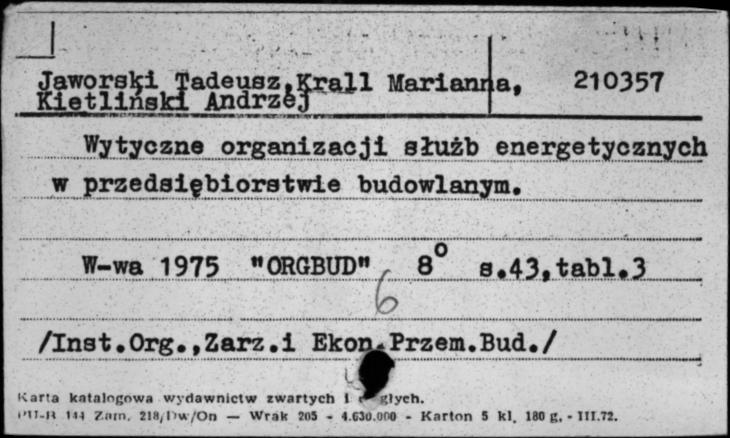 Jaworski Tadeusz,Krall Marianna, 210357
Kietliński Andrzej
Wytyczne organizacji służb energetycznych
w przedsiębiorstwie budowlanym.
W-wa 1975 "ORGBUD" 8° s.43,tabl.3
6
/Inst.Org.,Zarz.i Ekon.Przem.Bud./
Karta katalogowa wydawnictw zwartych i
PU-B 144 Zam. 218/Dw/On — Wrak 205 - 4.630.000 - Karton 5 kl. 180 g. - III.72.